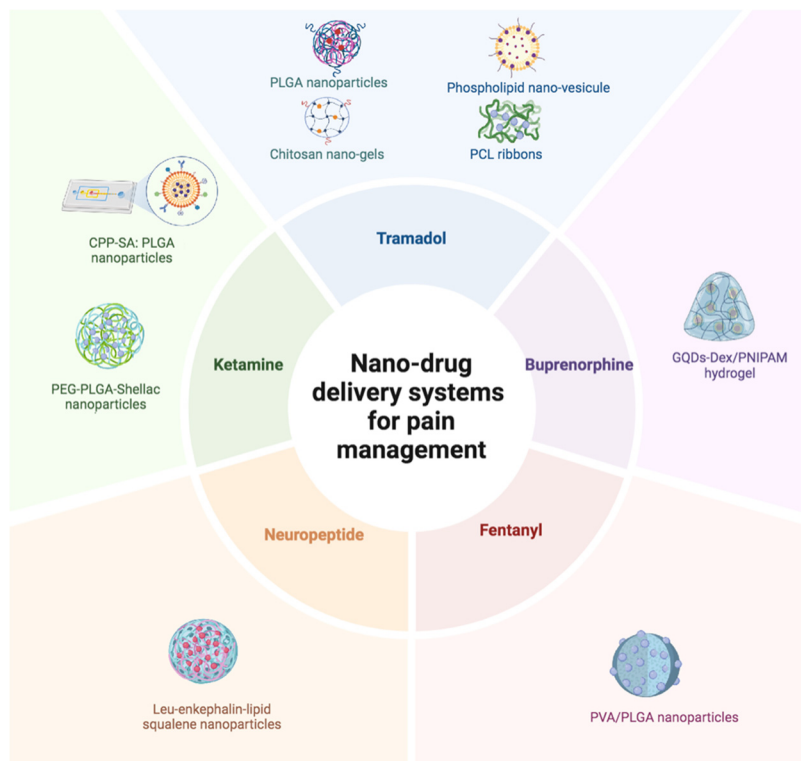 PLGA nanoparticles
Phospholipid nano-vesicule
Chitosan nano-gels
PCL ribbons
CPP-SA: PLGA
nanoparticles
PEG-PLGA-Shellac
nanoparticles
Tramadol
Ketamine
Buprenorphine
Nano-drug
delivery systems
for pain
management
GQDs-Dex/PNIPAM
hydrogel
Neuropeptide
Fentanyl
Leu-enkephalin-lipid
squalene nanoparticles
PVA/PLGA nanoparticles